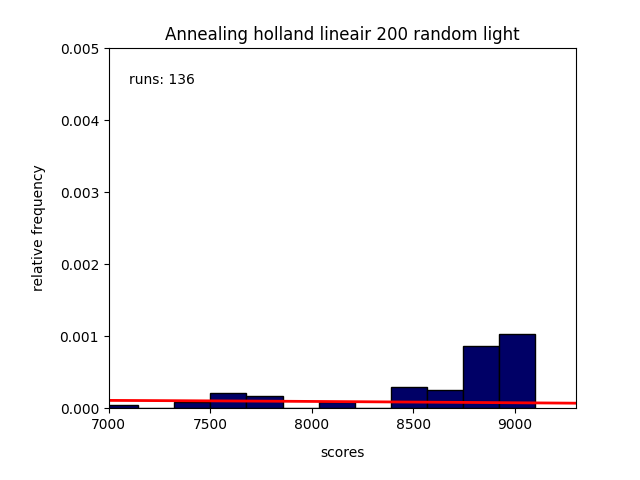 Annealing holland lineair 200 random light
runs: 136
relative frequency
0.005
0.004
0.003
0.002
0.001
0.000
7000 7500 8000 8500 9000
scores